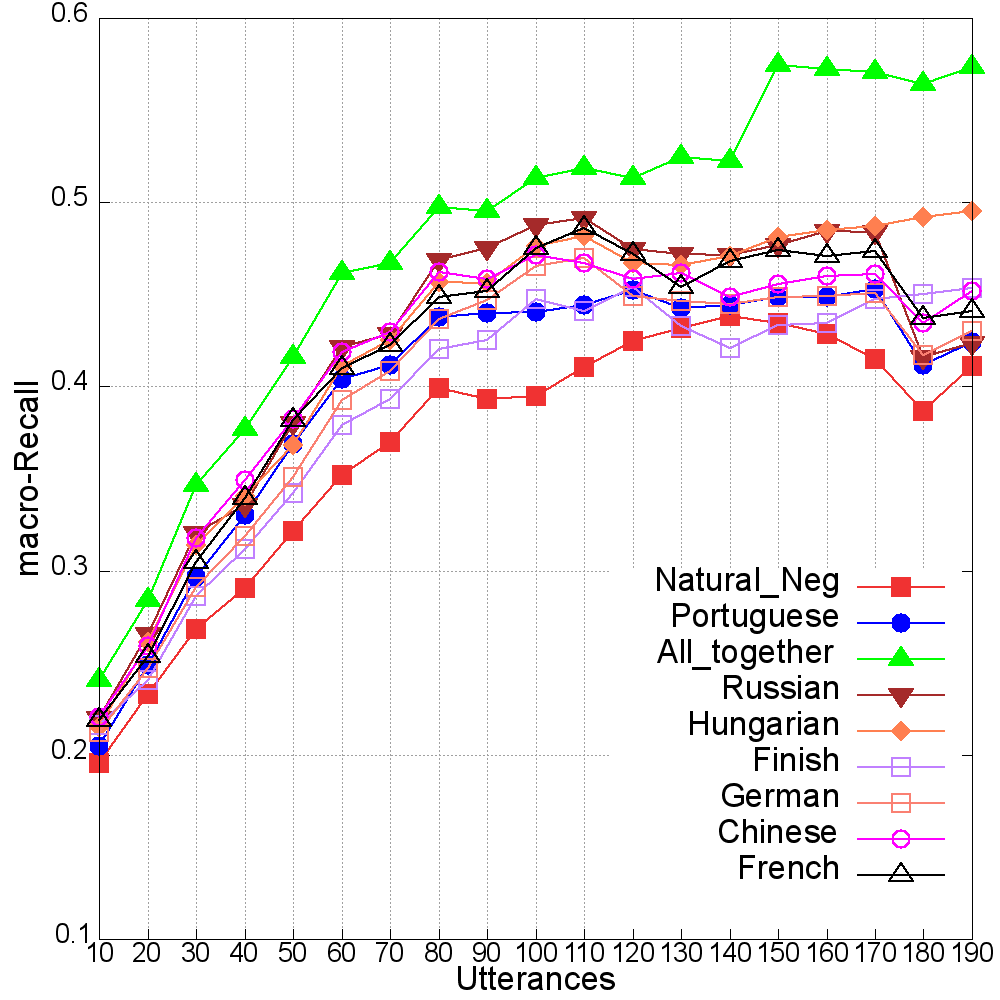 0.6
0.5
0.4
0.3
0.2
0.1
macro-Recall
Natural_Neg
Portuguese
All_together
Russian
Hungarian
Finish
German
Chinese
French
10 20 30 40 50 60 70 80 90 100 110 120 130 140 150 160 170 180 190
Utterances